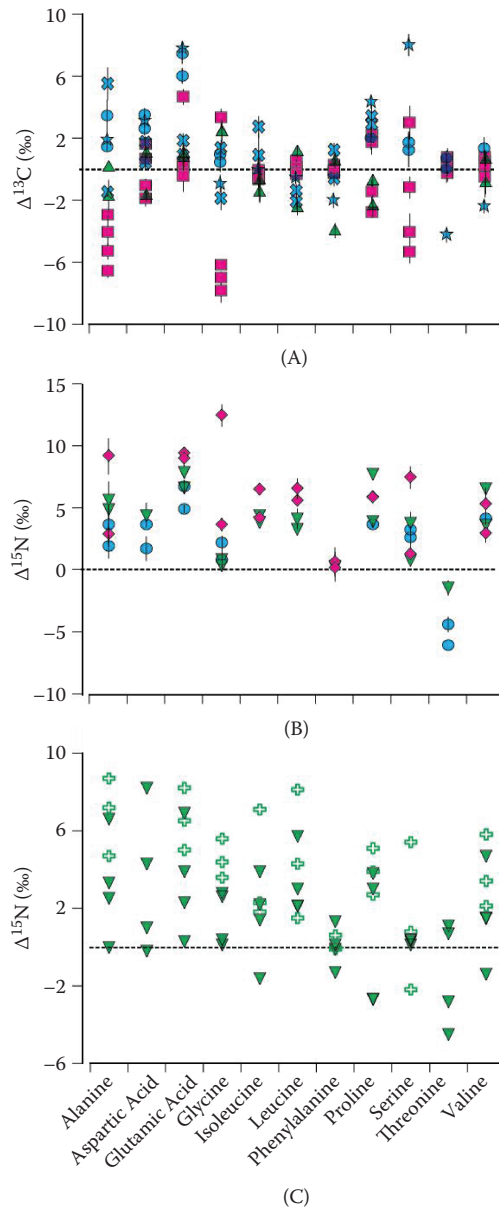 10
6
2
−2
−6
−10
Δ¹³C (‰)
(A)
15
10
5
0
−5
−10
Δ¹⁵N (‰)
(B)
10
6
2
−2
−6
Δ¹⁵N (‰)
Alanine
Aspartic Acid
Glutamic Acid
Glycine
Isoleucine
Leucine
Phenylalanine
Proline
Serine
Threonine
Valine
(C)